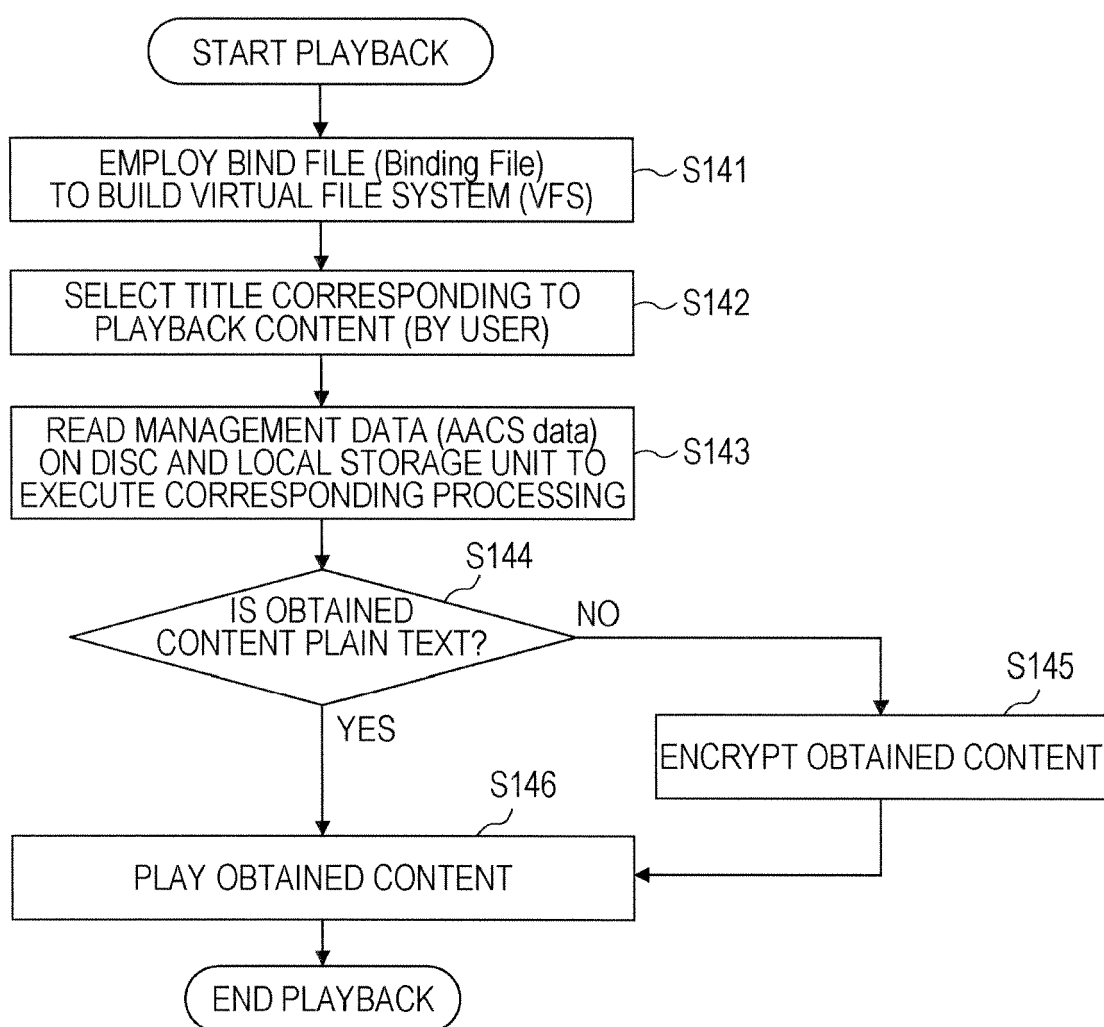 START PLAYBACK
EMPLOY BIND FILE (Binding File)
TO BUILD VIRTUAL FILE SYSTEM (VFS)
S141
SELECT TITLE CORRESPONDING TO
PLAYBACK CONTENT (BY USER)
S142
READ MANAGEMENT DATA (AACS data)
ON DISC AND LOCAL STORAGE UNIT TO
EXECUTE CORRESPONDING PROCESSING
S143
S144
IS OBTAINED
CONTENT PLAIN TEXT?
NO
YES
S145
ENCRYPT OBTAINED CONTENT
S146
PLAY OBTAINED CONTENT
END PLAYBACK